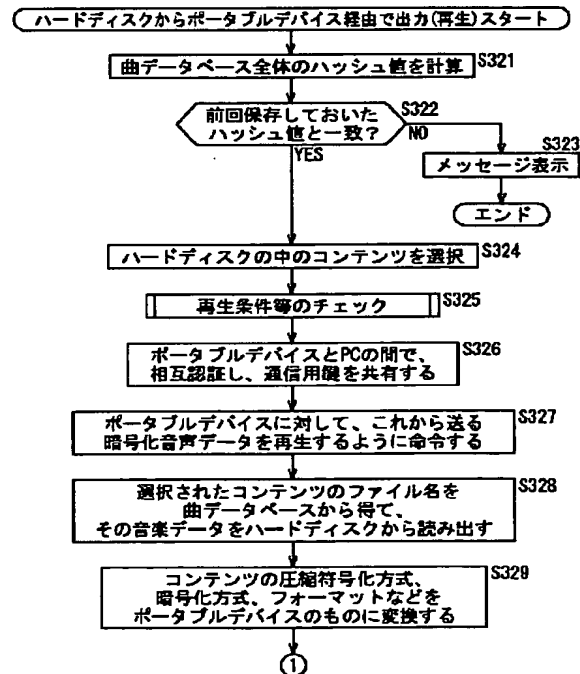 ハードディスクからポータブルデバイス経由で出力(再生)スタート
S321
曲データベース全体のハッシュ値を計算
S322
前回保存しておいた
ハッシュ値と一致?
NO
YES
S323
メッセージ表示
エンド
S324
ハードディスクの中のコンテンツを選択
S325
再生条件等のチェック
S326
ポータブルデバイスとPCの間で、
相互認証し、通信用鍵を共有する
S327
ポータブルデバイスに対して、これから送る
暗号化音声データを再生するように命令する
S328
選択されたコンテンツのファイル名を
曲データベースから得て、
その音楽データをハードディスクから読み出す
S329
コンテンツの圧縮符号化方式、
暗号化方式、フォーマットなどを
ポータブルデバイスのものに変換する
1